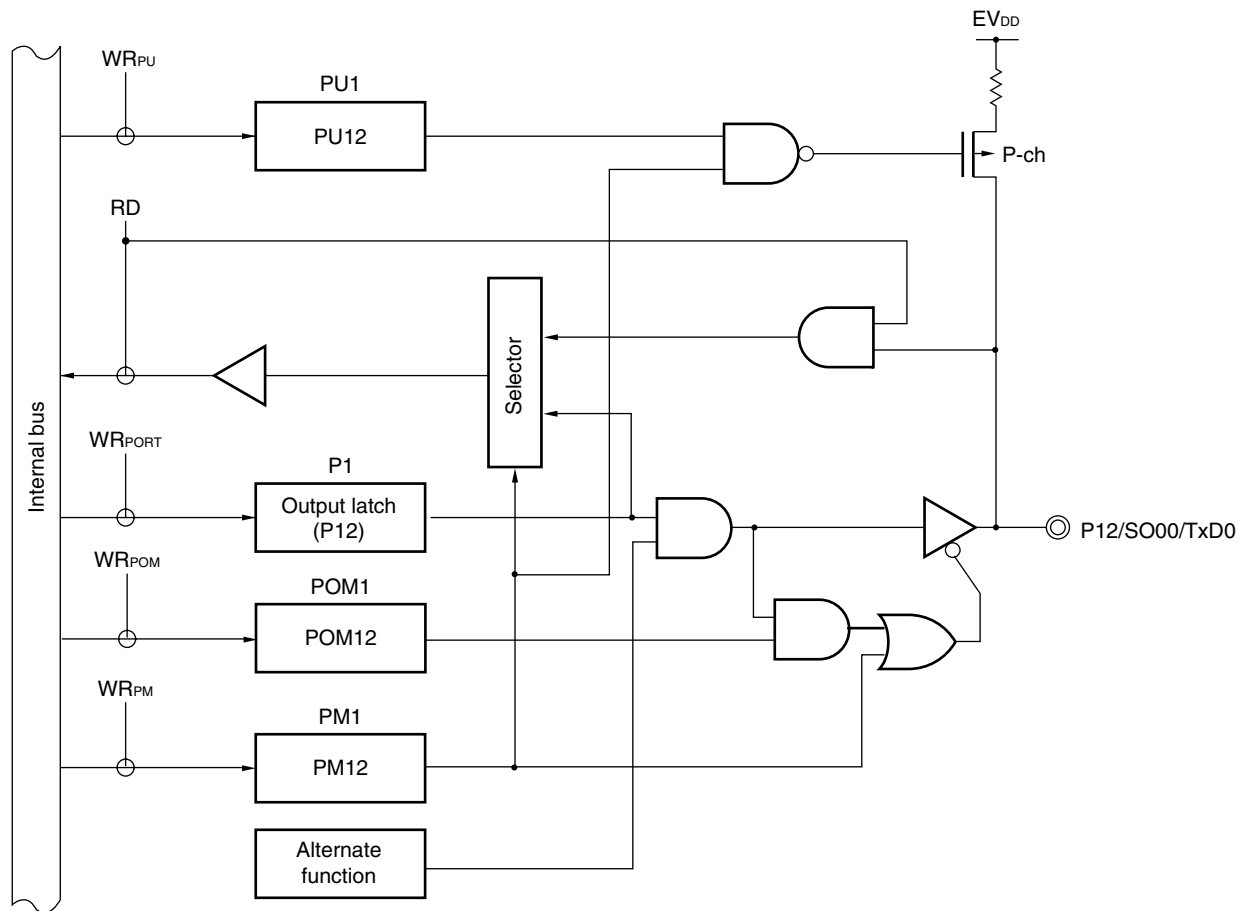 EVDD
WRPU
PU1
PU12
P-ch
RD
Selector
Internal bus
WRPORT
P1
Output latch
(P12)
P12/SO00/TxD0
WRPOM
POM1
POM12
WRPM
PM1
PM12
Alternate
function